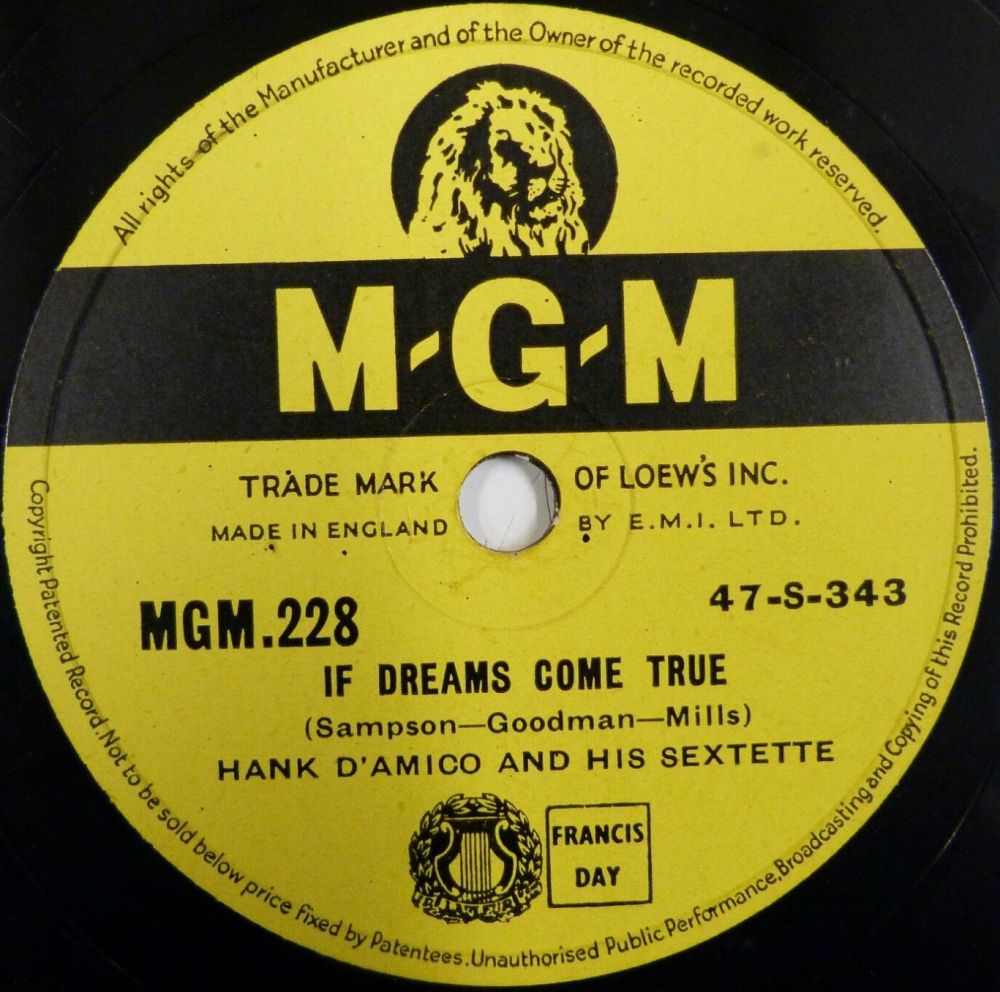 All rights of the Manufacturer and of the Owner of the recorded work reserved.
M-G-M
TRADE MARK OF LOEW'S INC.
MADE IN ENGLAND BY E.M.I. LTD.
47-S-343
MGM.228
IF DREAMS COME TRUE
(Sampson—Goodman—Mills)
HANK D'AMICO AND HIS SEXTETTE
FRANCIS
DAY
Copyright Patented Record. Not to be sold below price fixed by Patentees. Unauthorised Public Performance, Broadcasting and Copying of this Record Prohibited.